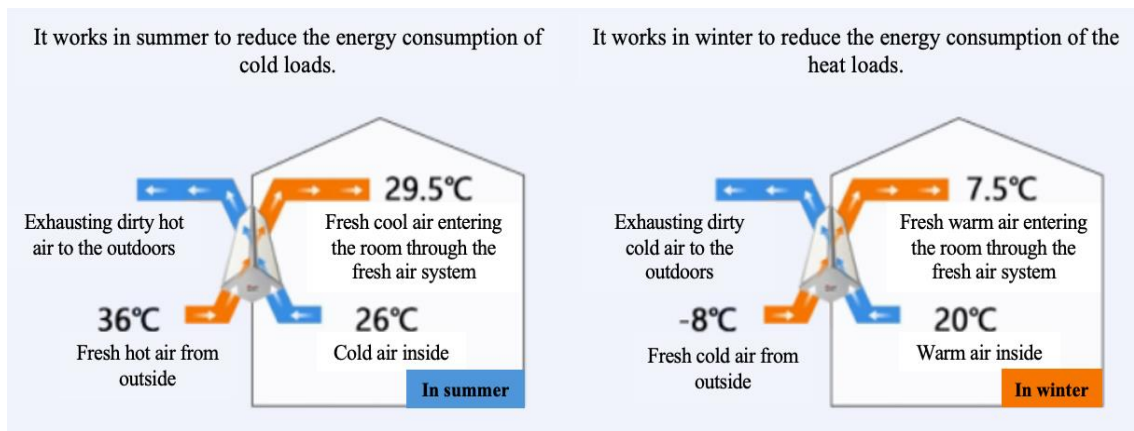 It works in summer to reduce the energy consumption of
cold loads.
29.5℃
Exhausting dirty hot
air to the outdoors
Fresh cool air entering
the room through the
fresh air system
36℃
26℃
Fresh hot air from
outside
Cold air inside
In summer
It works in winter to reduce the energy consumption of the
heat loads.
7.5℃
Exhausting dirty
cold air to the
outdoors
Fresh warm air entering
the room through the
fresh air system
-8℃
20℃
Fresh cold air from
outside
Warm air inside
In winter